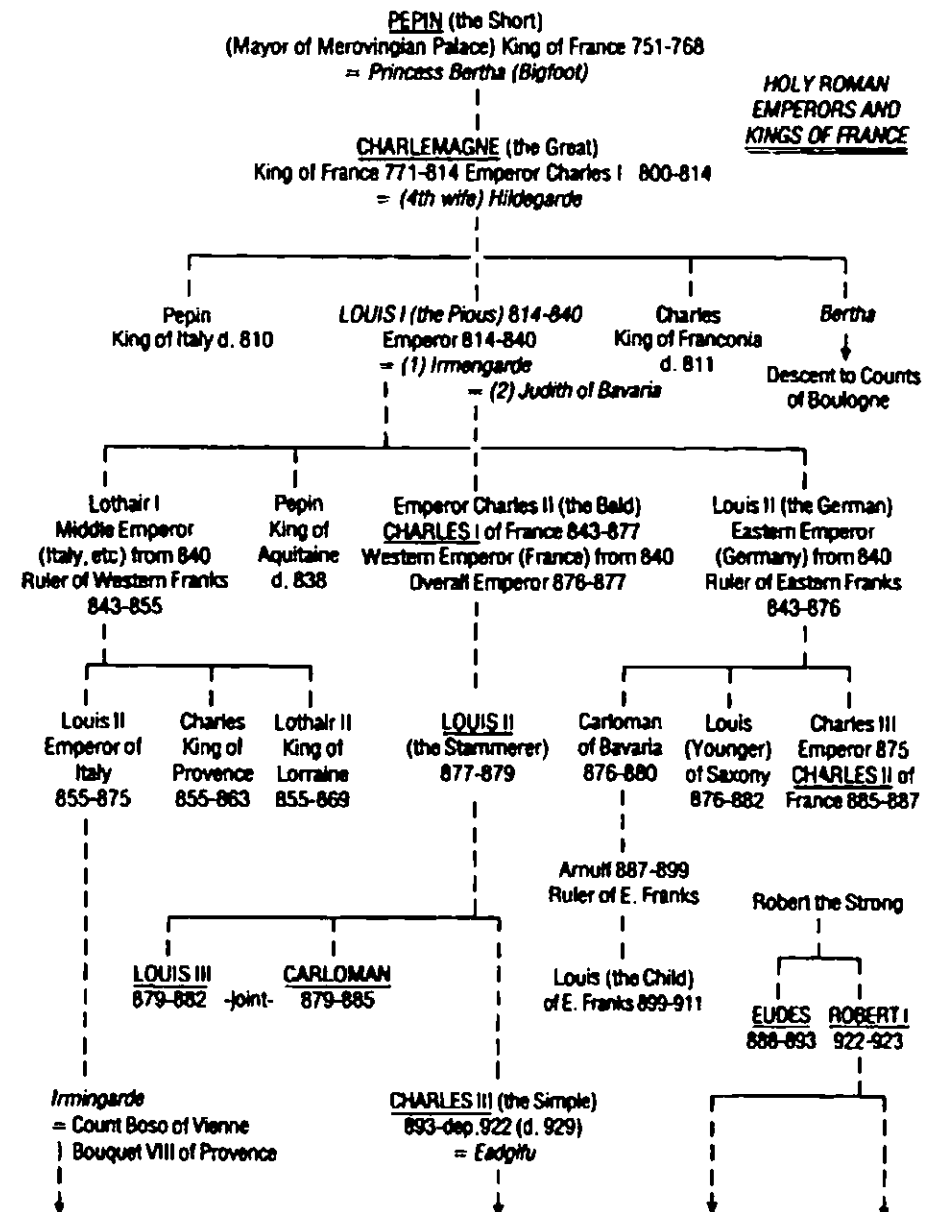 PEPIN (the Short)
(Mayor of Merovingian Palace) King of France 751-768
= Princess Bertha (Bigfoot)
HOLY ROMAN
EMPERORS AND
KINGS OF FRANCE
CHARLEMAGNE (the Great)
King of France 771-814 Emperor Charles I 800-814
= (4th wife) Hildegarde
Pepin
King of Italy d. 810
LOUIS I (the Pious) 814-840
Emperor 814-840
= (1) Irmengarde
= (2) Judith of Bavaria
Charles
King of Franconia
d. 811
Bertha
Descent to Counts
of Boulogne
Lothair I
Middle Emperor
(Italy, etc) from 840
Ruler of Western Franks
843-855
Pepin
King of
Aquitaine
d. 838
Emperor Charles II (the Bald)
CHARLES I of France 843-877
Western Emperor (France) from 840
Overall Emperor 876-877
Louis II (the German)
Eastern Emperor
(Germany) from 840
Ruler of Eastern Franks
843-876
Louis II
Emperor of
Italy
855-875
Charles
King of
Provence
855-863
Lothair II
King of
Lorraine
855-869
LOUIS II
(the Stammerer)
877-879
Carloman
of Bavaria
876-880
Louis
(Younger)
of Saxony
876-882
Charles III
Emperor 875
CHARLES II of
France 885-887
Arnulf 887-899
Ruler of E. Franks
Robert the Strong
LOUIS III
879-882
-joint-
CARLOMAN
879-885
Louis (the Child)
of E. Franks 899-911
EUDES
888-893
ROBERT I
922-923
Irmingarde
= Count Boso of Vienne
Bouquet VIII of Provence
CHARLES III (the Simple)
893-dep.922 (d. 929)
= Eadgifu